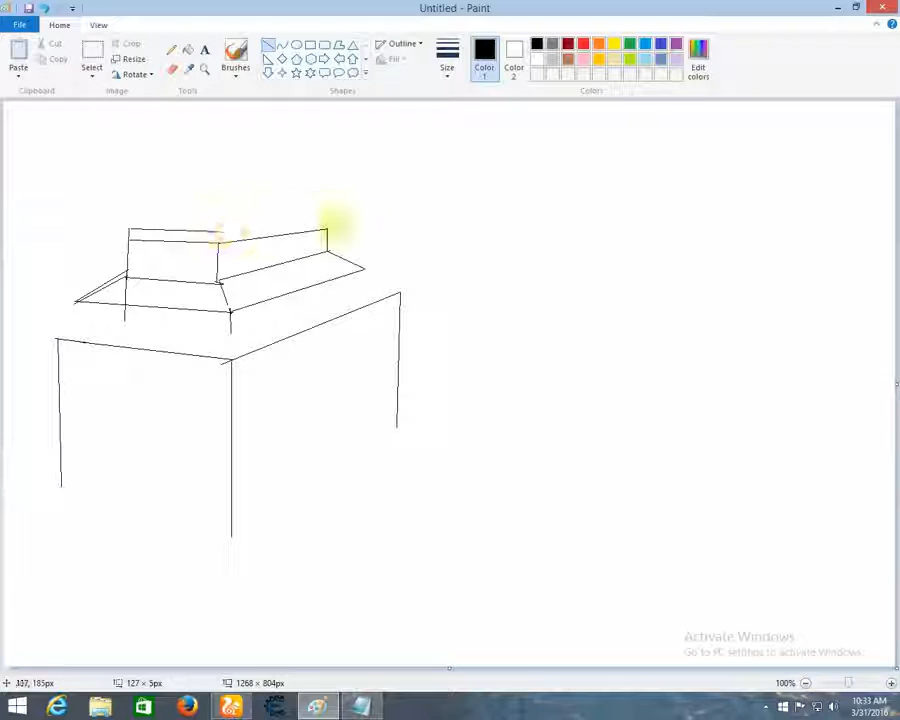 Untitled - Paint
File
Home
View
Paste
Cut
Copy
Clipboard
Select
Crop
Resize
Rotate
Image
A
Tools
Brushes
Outline
Fill
Shapes
Size
Color
1
Color
2
Edit
colors
Colors
Activate Windows
Go to PC settings to activate Windows.
107, 185px
127 × 5px
1268 × 804px
100%
10:33 AM
3/31/2016